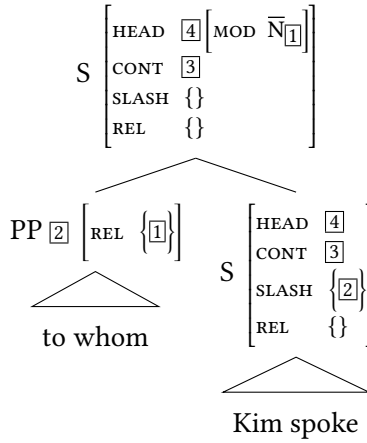 S [HEAD [4] [MOD N̅[1]]
CONT [3]
SLASH {}
REL {}]
PP [2] [REL {[1]}]
to whom
S [HEAD [4]
CONT [3]
SLASH {[2]}
REL {}]
Kim spoke